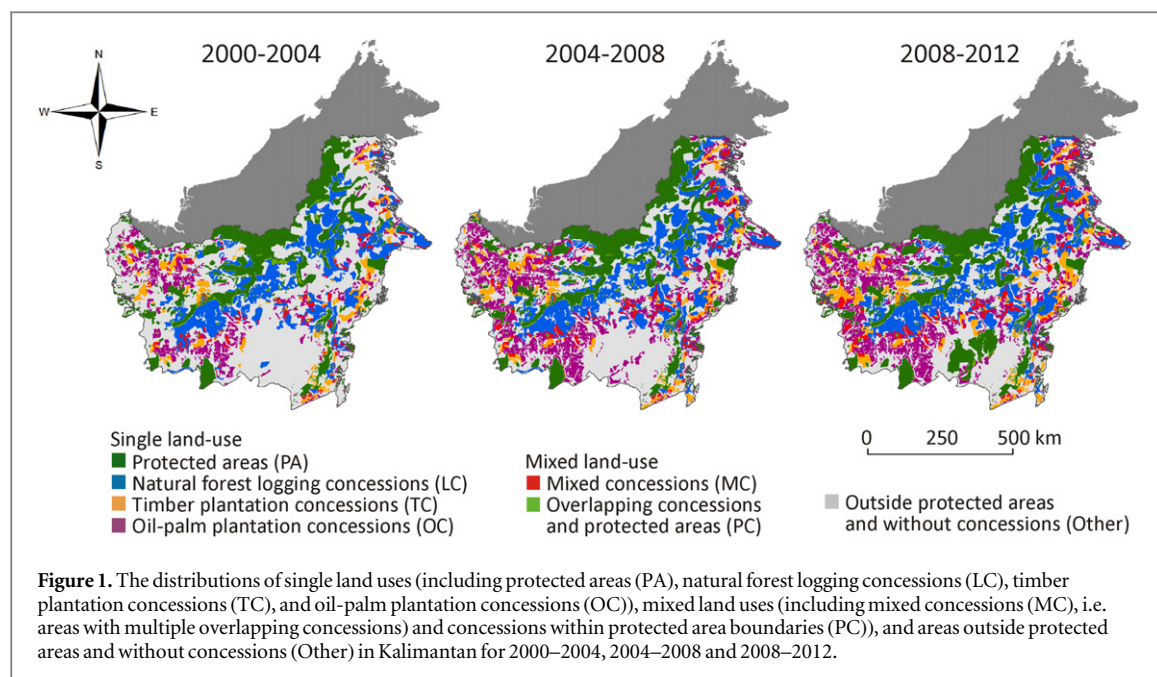 2000-2004
2004-2008
2008-2012
N
W
E
S
Single land-use
Protected areas (PA)
Natural forest logging concessions (LC)
Timber plantation concessions (TC)
Oil-palm plantation concessions (OC)
Mixed land-use
Mixed concessions (MC)
Overlapping concessions
and protected areas (PC)
0 250 500 km
Outside protected areas
and without concessions (Other)
Figure 1. The distributions of single land uses (including protected areas (PA), natural forest logging concessions (LC), timber
plantation concessions (TC), and oil-palm plantation concessions (OC)), mixed land uses (including mixed concessions (MC), i.e.
areas with multiple overlapping concessions) and concessions within protected area boundaries (PC)), and areas outside protected
areas and without concessions (Other) in Kalimantan for 2000–2004, 2004–2008 and 2008–2012.